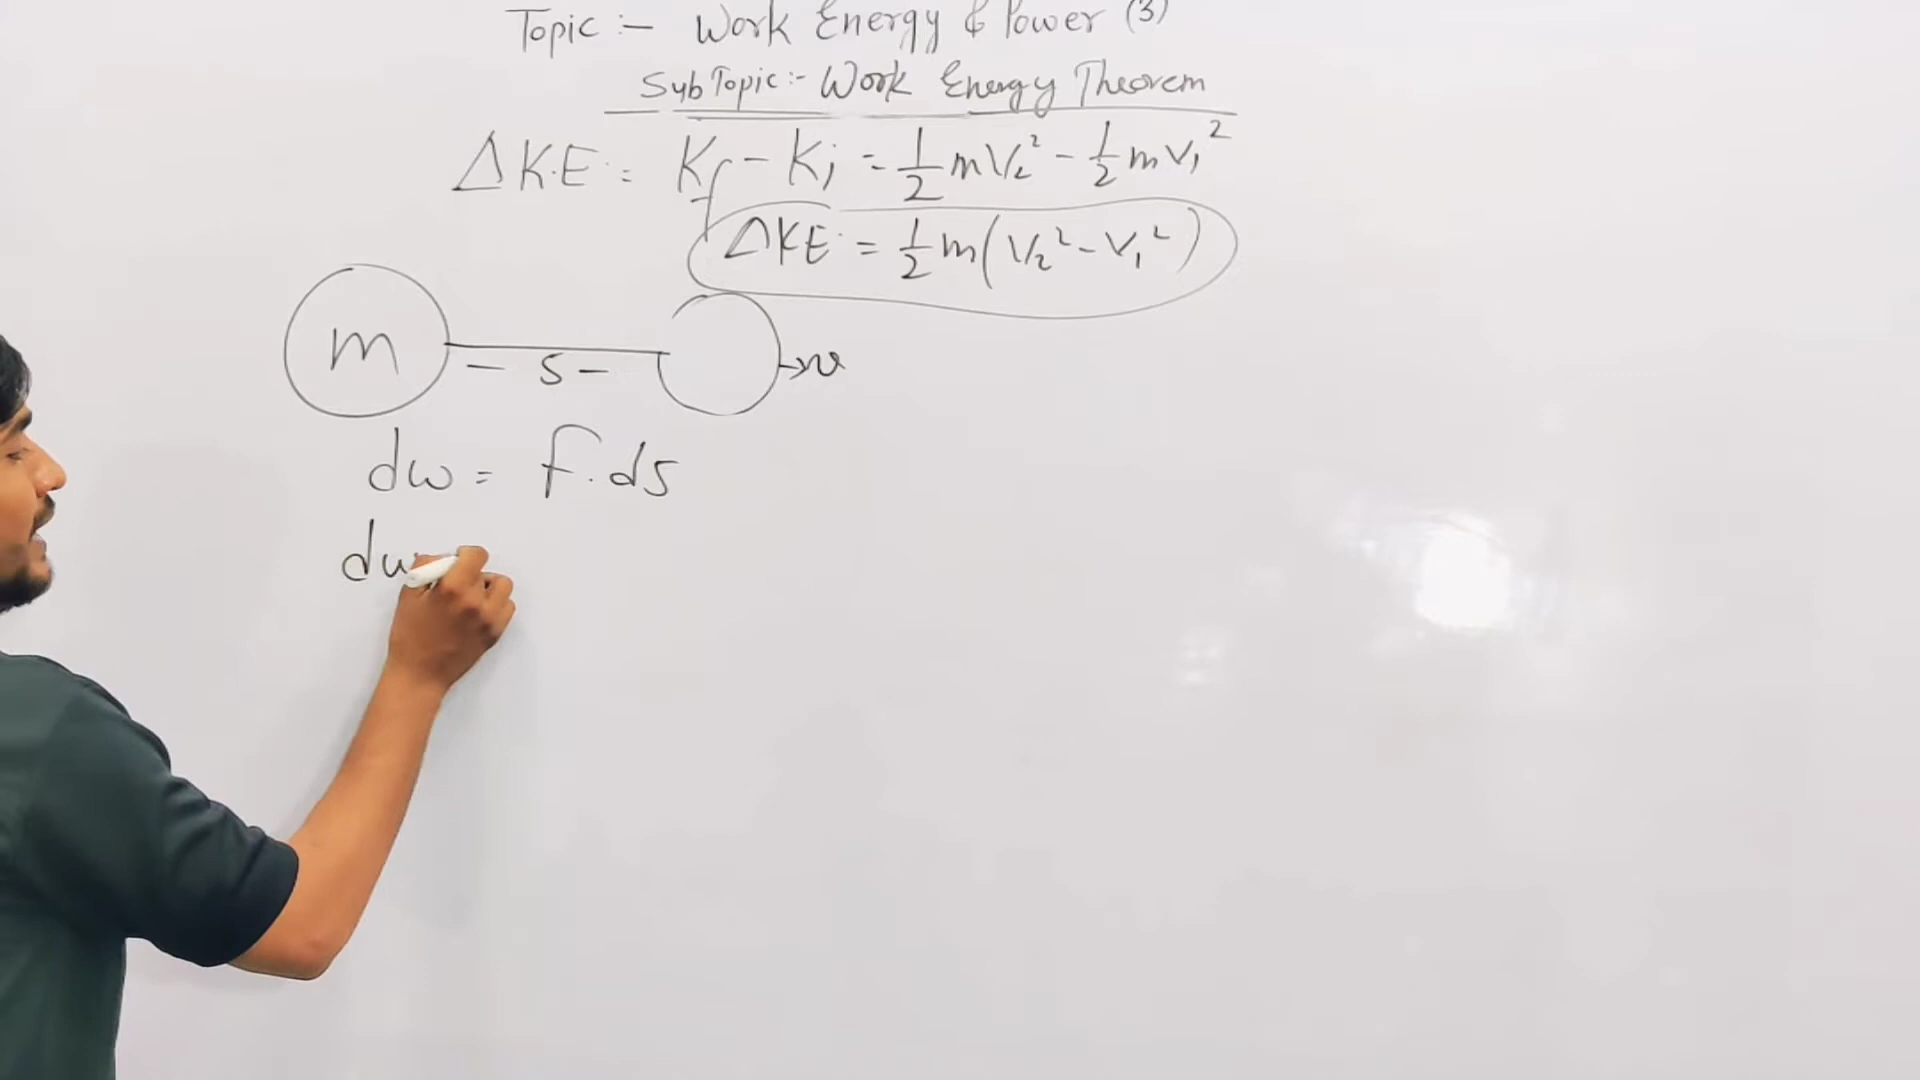 Topic :- Work Energy & Power (3)
SubTopic:- Work Energy Theorem
ΔK.E = Kf - Ki = 1/2 mV₂² - 1/2 mV₁²
ΔKE = 1/2 m(V₂² - V₁²)
m - S - →v
dw = F.ds
dw